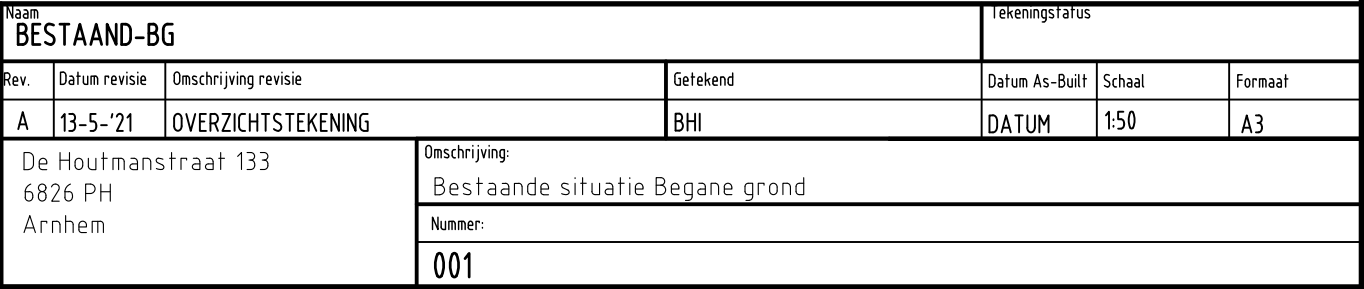 Naam
Tekeningstatus
BESTAAND-BG
Rev. Datum revisie Omschrijving revisie Getekend Datum As-Built Schaal Formaat
A 13-5-'21 OVERZICHTSTEKENING BHI DATUM 1:50 A3
De Houtmanstraat 133
6826 PH
Arnhem
Omschrijving:
Bestaande situatie Begane grond
Nummer:
001